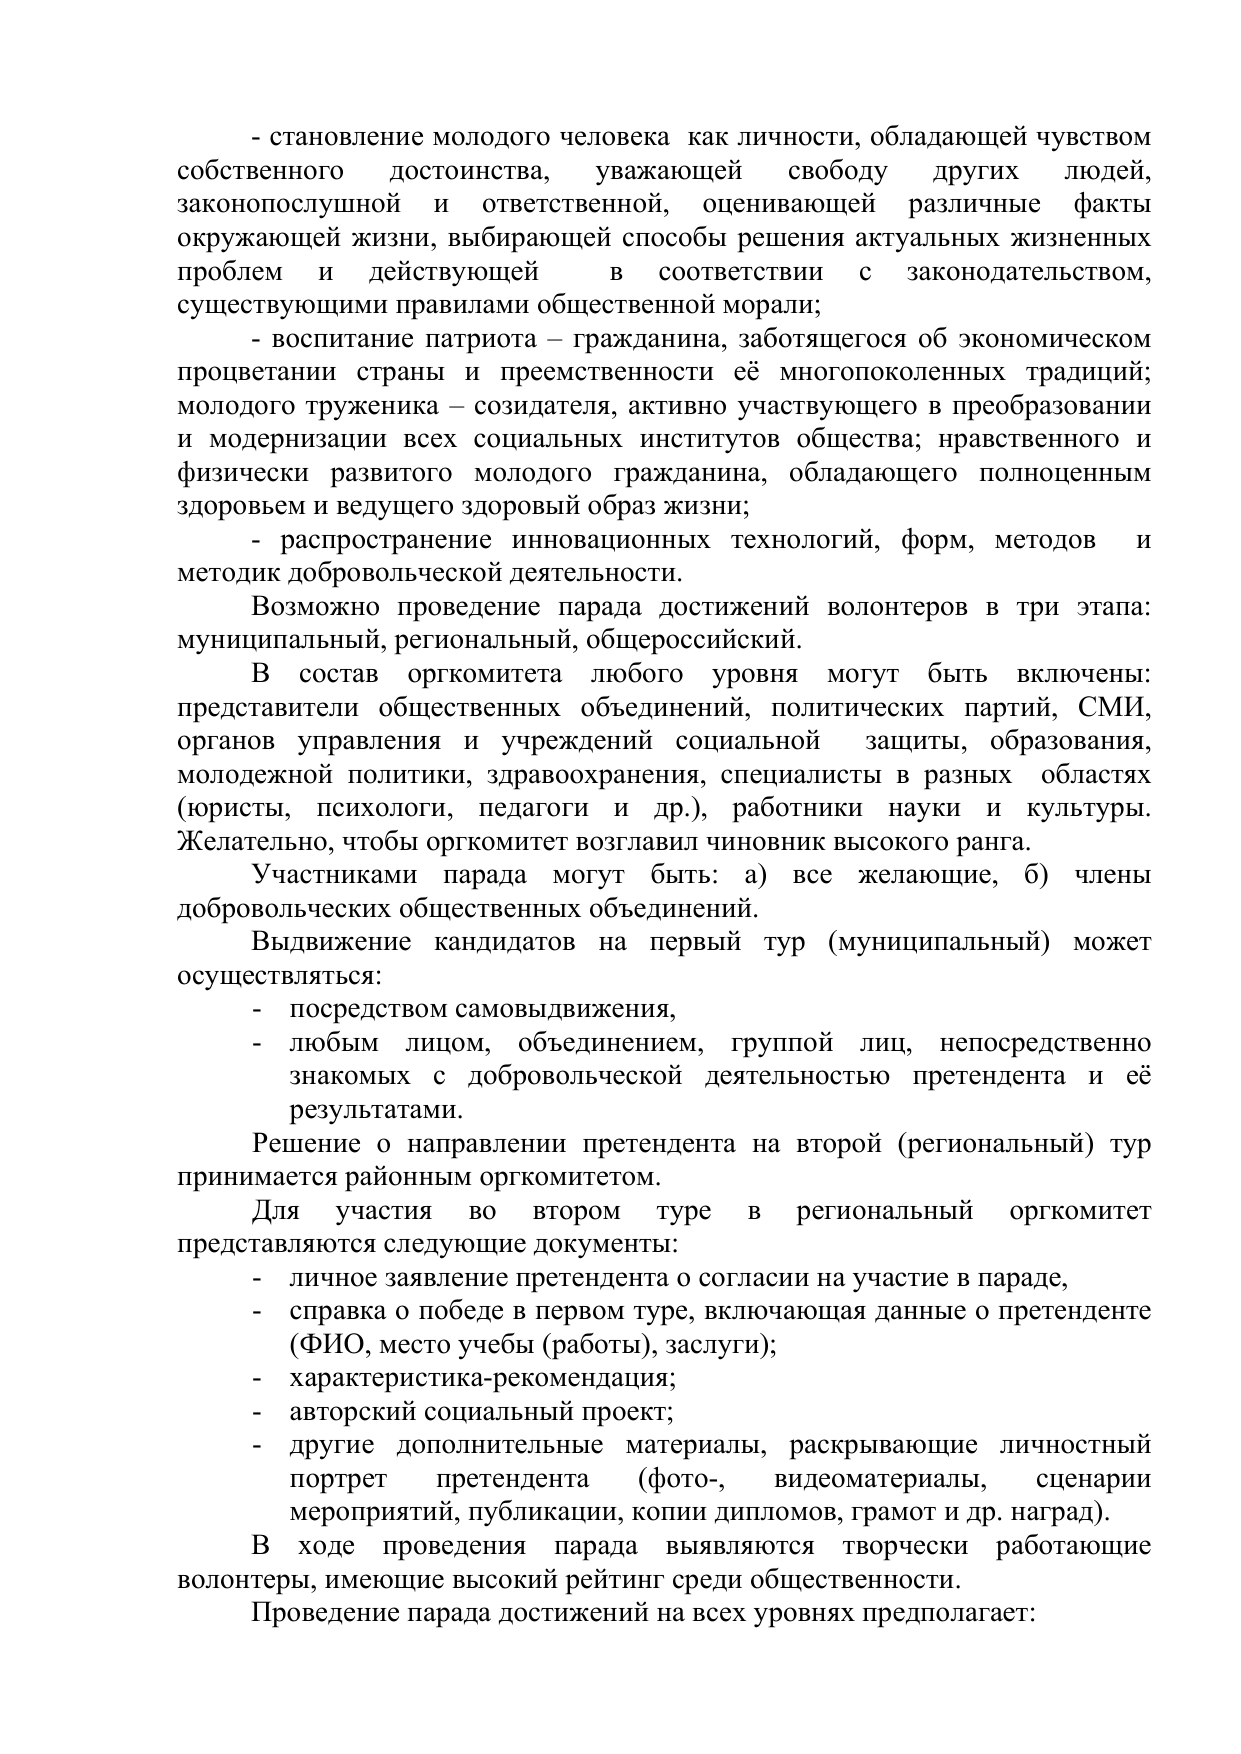 - становление молодого человека  как личности, обладающей чувством
собственного достоинства, уважающей свободу других людей,
законопослушной и ответственной, оценивающей различные факты
окружающей жизни, выбирающей способы решения актуальных жизненных
проблем и действующей  в соответствии с законодательством,
существующими правилами общественной морали;
- воспитание патриота – гражданина, заботящегося об экономическом
процветании страны и преемственности её многопоколенных традиций;
молодого труженика – созидателя, активно участвующего в преобразовании
и модернизации всех социальных институтов общества; нравственного и
физически развитого молодого гражданина, обладающего полноценным
здоровьем и ведущего здоровый образ жизни;
- распространение инновационных технологий, форм, методов  и
методик добровольческой деятельности.
Возможно проведение парада достижений волонтеров в три этапа:
муниципальный, региональный, общероссийский.
В состав оргкомитета любого уровня могут быть включены:
представители общественных объединений, политических партий, СМИ,
органов управления и учреждений социальной  защиты, образования,
молодежной политики, здравоохранения, специалисты в разных  областях
(юристы, психологи, педагоги и др.), работники науки и культуры.
Желательно, чтобы оргкомитет возглавил чиновник высокого ранга.
Участниками парада могут быть: а) все желающие, б) члены
добровольческих общественных объединений.
Выдвижение кандидатов на первый тур (муниципальный) может
осуществляться:
- посредством самовыдвижения,
- любым лицом, объединением, группой лиц, непосредственно
знакомых с добровольческой деятельностью претендента и её
результатами.
Решение о направлении претендента на второй (региональный) тур
принимается районным оргкомитетом.
Для участия во втором туре в региональный оргкомитет
представляются следующие документы:
- личное заявление претендента о согласии на участие в параде,
- справка о победе в первом туре, включающая данные о претенденте
(ФИО, место учебы (работы), заслуги);
- характеристика-рекомендация;
- авторский социальный проект;
- другие дополнительные материалы, раскрывающие личностный
портрет претендента (фото-, видеоматериалы, сценарии
мероприятий, публикации, копии дипломов, грамот и др. наград).
В ходе проведения парада выявляются творчески работающие
волонтеры, имеющие высокий рейтинг среди общественности.
Проведение парада достижений на всех уровнях предполагает: